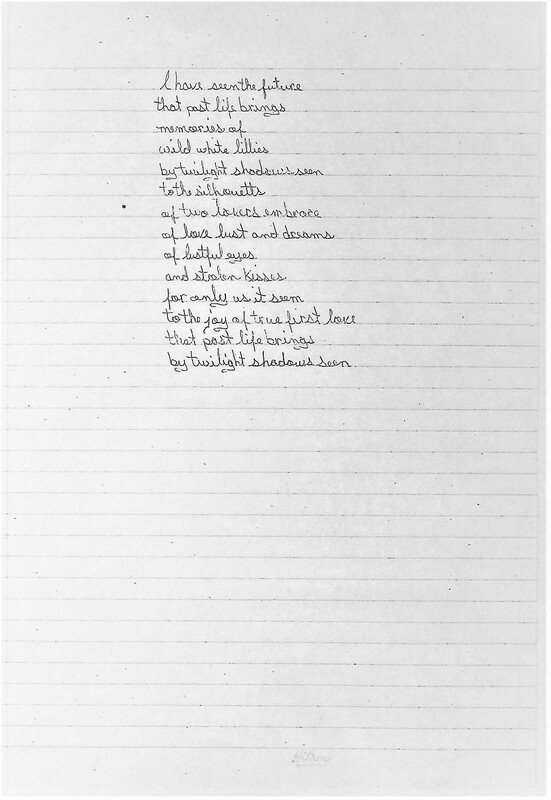 I have seen the future
that past life brings
memories of
wild white lillies
by twilight shadows seen
to the silhouetts
of two lovers embrace
of love lust and dreams
of lustful eyes
and stolen kisses
for only us it seem
to the joy of true first love
that past life brings
by twilight shadows seen